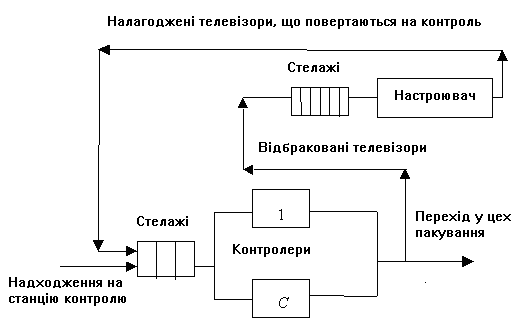 Налагоджені телевізори, що повертаються на контроль
Стелажі
Настроювач
Відбраковані телевізори
Стелажі
1
Контролери
Перехід у цех
пакування
Надходження на
станцію контролю
C